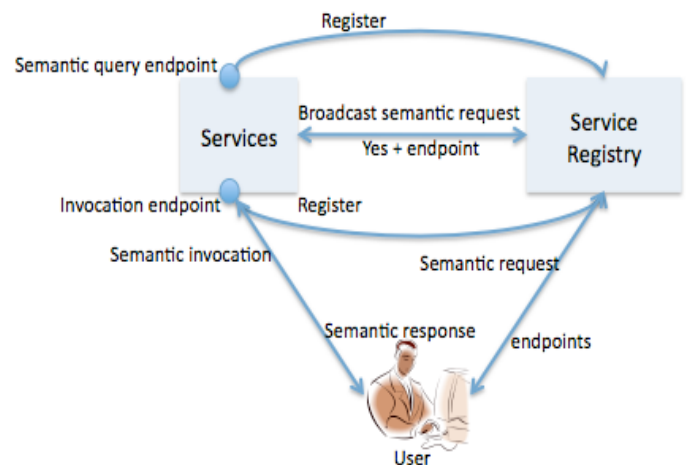 Register
Semantic query endpoint
Broadcast semantic request
Services
Service
Registry
Yes + endpoint
Invocation endpoint
Register
Semantic invocation
Semantic request
Semantic response
endpoints
User